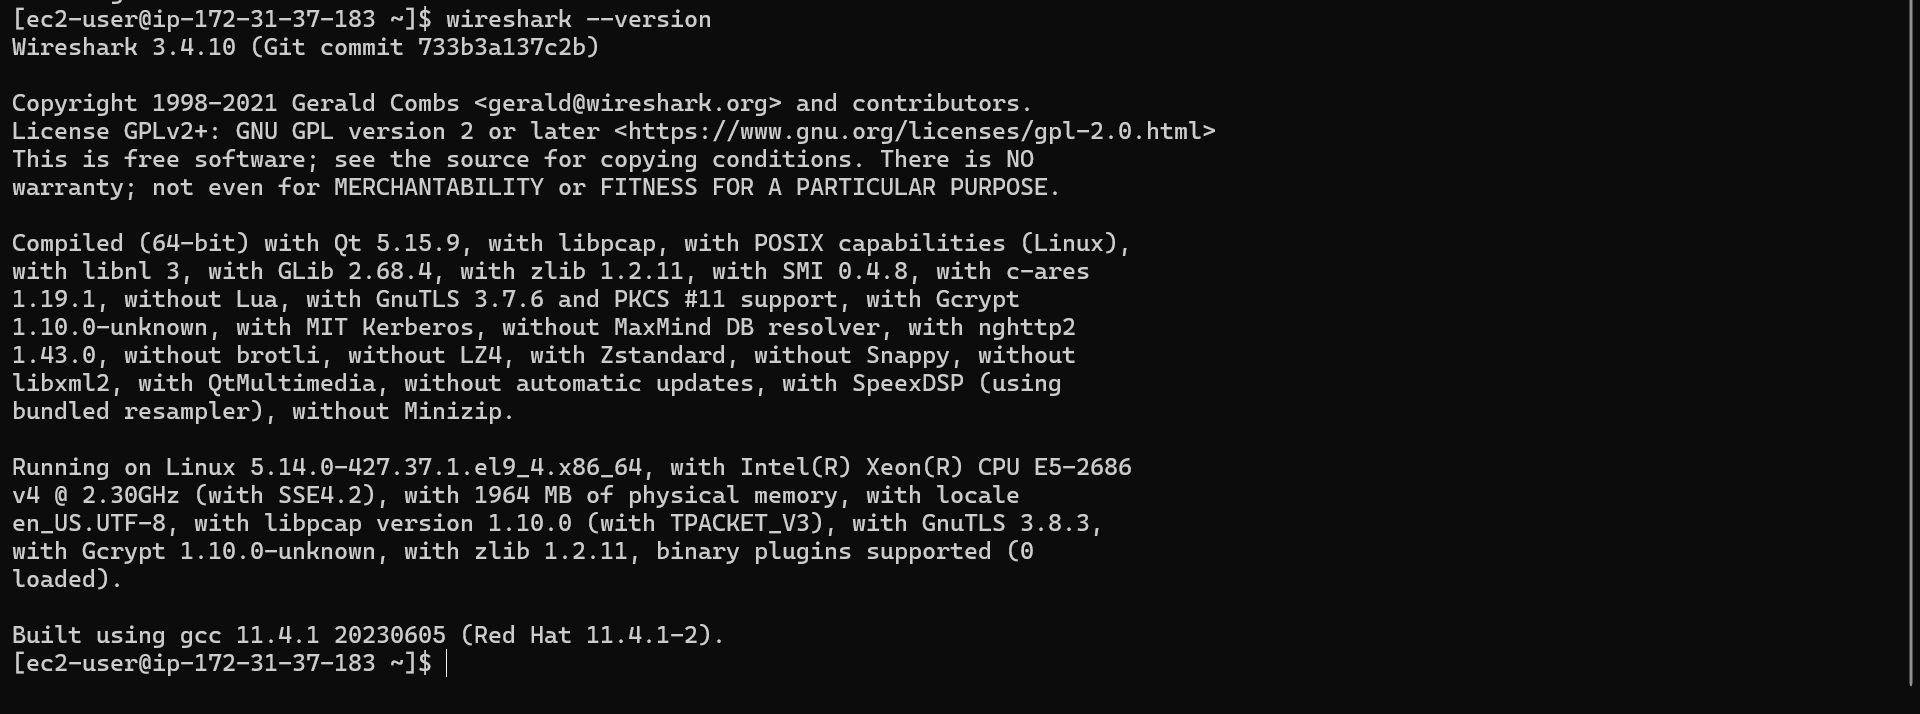 [ec2-user@ip-172-31-37-183 ~]$ wireshark --version
Wireshark 3.4.10 (Git commit 733b3a137c2b)
Copyright 1998-2021 Gerald Combs <gerald@wireshark.org> and contributors.
License GPLv2+: GNU GPL version 2 or later <https://www.gnu.org/licenses/gpl-2.0.html>
This is free software; see the source for copying conditions. There is NO
warranty; not even for MERCHANTABILITY or FITNESS FOR A PARTICULAR PURPOSE.
Compiled (64-bit) with Qt 5.15.9, with libpcap, with POSIX capabilities (Linux),
with libnl 3, with GLib 2.68.4, with zlib 1.2.11, with SMI 0.4.8, with c-ares
1.19.1, without Lua, with GnuTLS 3.7.6 and PKCS #11 support, with Gcrypt
1.10.0-unknown, with MIT Kerberos, without MaxMind DB resolver, with nghttp2
1.43.0, without brotli, without LZ4, with Zstandard, without Snappy, without
libxml2, with QtMultimedia, without automatic updates, with SpeexDSP (using
bundled resampler), without Minizip.
Running on Linux 5.14.0-427.37.1.el9_4.x86_64, with Intel(R) Xeon(R) CPU E5-2686
v4 @ 2.30GHz (with SSE4.2), with 1964 MB of physical memory, with locale
en_US.UTF-8, with libpcap version 1.10.0 (with TPACKET_V3), with GnuTLS 3.8.3,
with Gcrypt 1.10.0-unknown, with zlib 1.2.11, binary plugins supported (0
loaded).
Built using gcc 11.4.1 20230605 (Red Hat 11.4.1-2).
[ec2-user@ip-172-31-37-183 ~]$